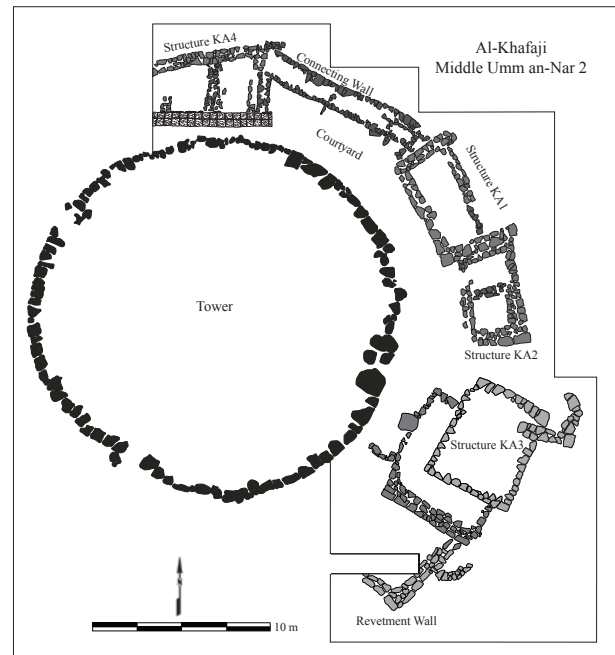 Al-Khafaji
Middle Umm an-Nar 2
Structure KA4
Connecting Wall
Courtyard
Structure KA1
Tower
Structure KA2
Structure KA3
Revetment Wall
N
10 m